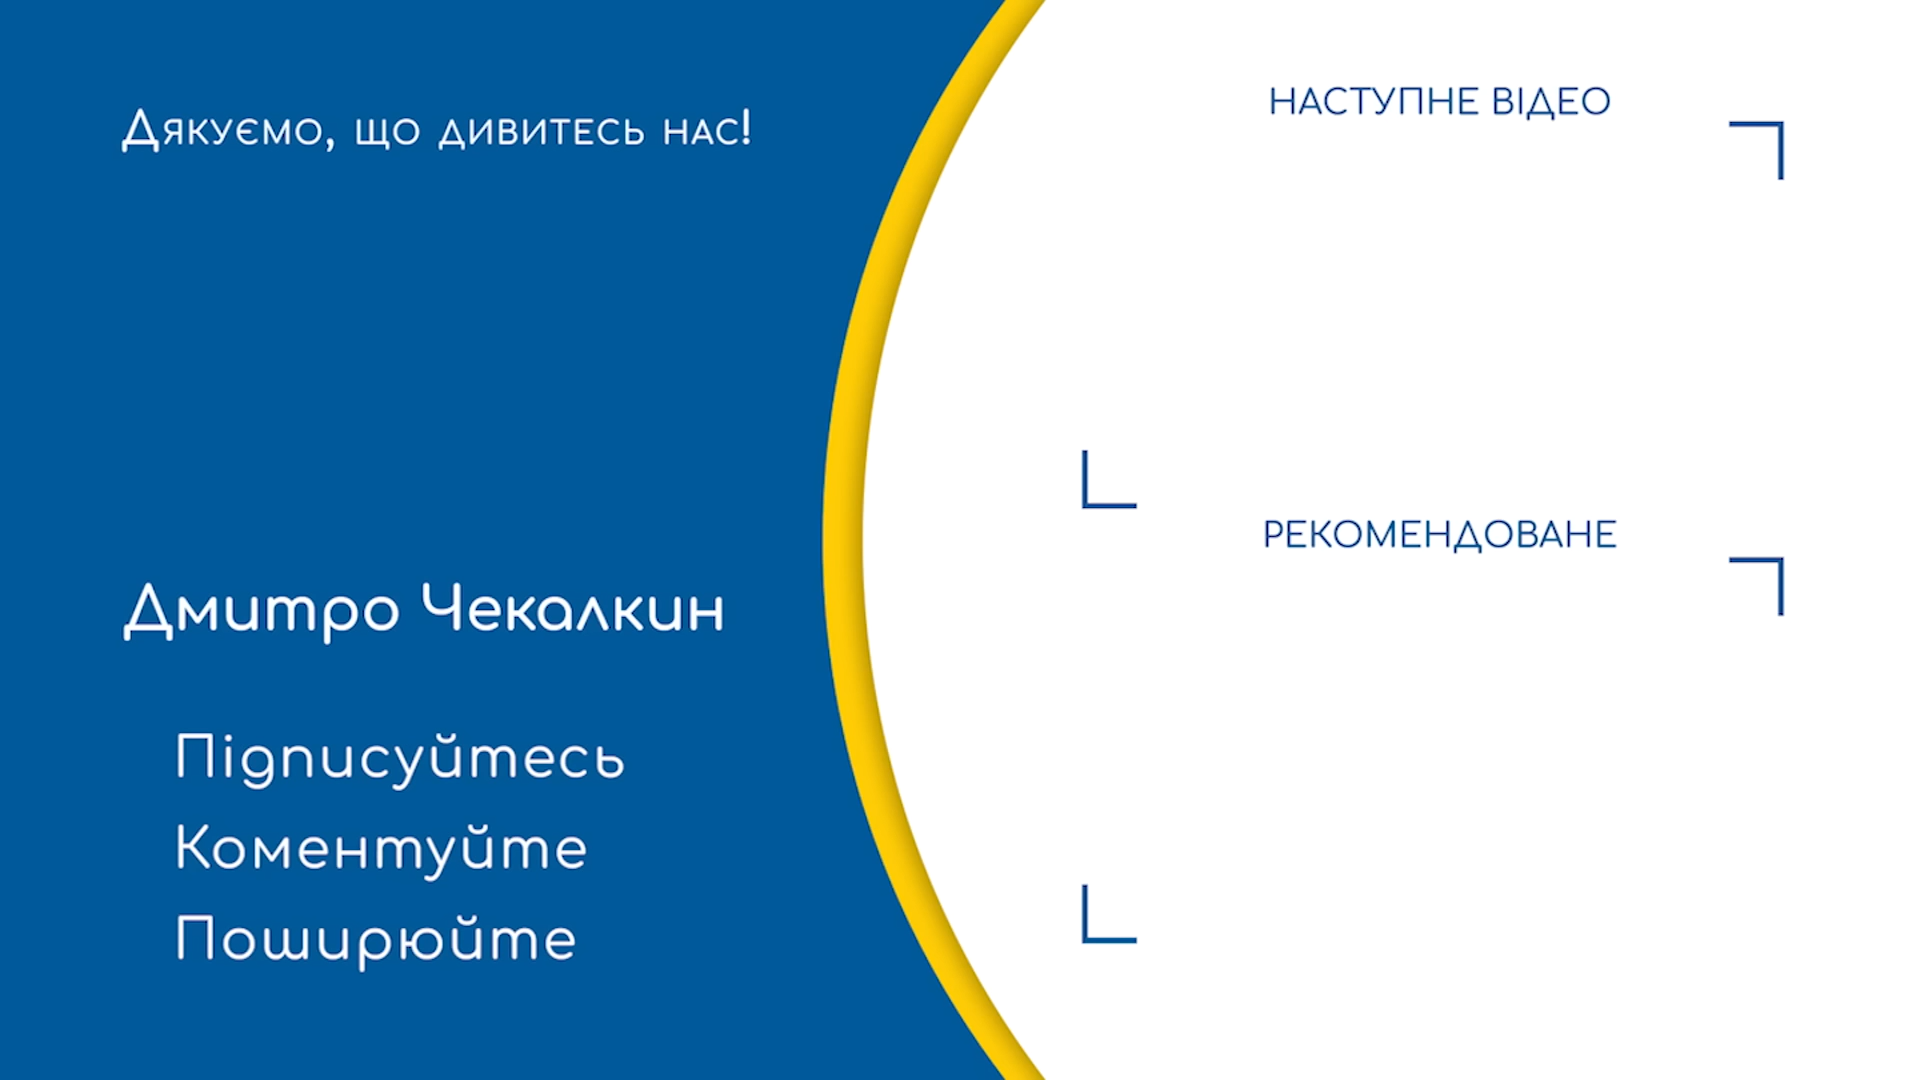 Дякуємо, що дивитесь нас!
Дмитро Чекалкин
Підписуйтесь
Коментуйте
Поширюйте
НАСТУПНЕ ВІДЕО
РЕКОМЕНДОВАНЕ